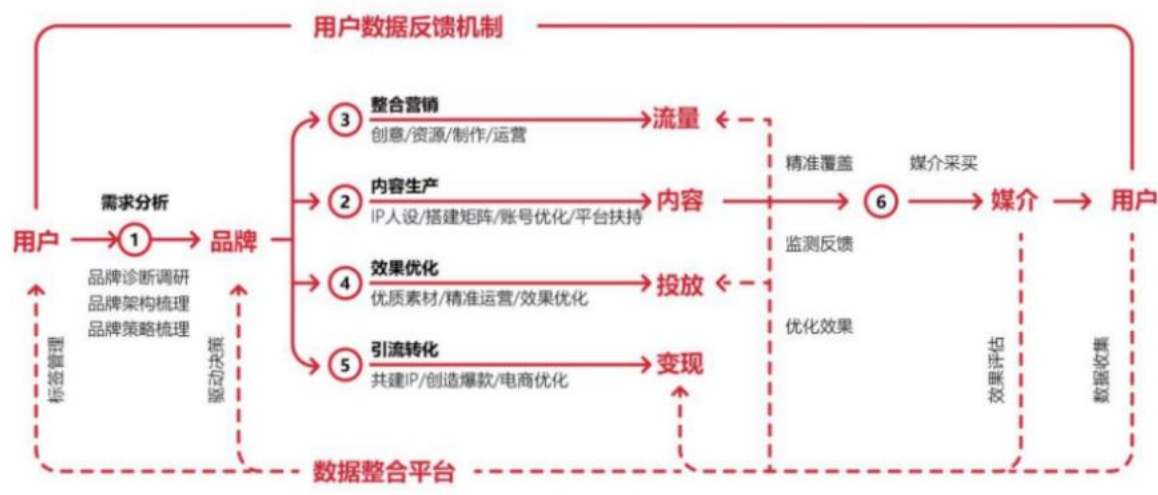 用户数据反馈机制
整合营销
3
流量
创意/资源/制作/运营
精准覆盖
媒介采买
需求分析
内容生产
2
内容
6
媒介
用户
IP人设/搭建矩阵/账号优化/平台扶持
用户
1
品牌
监测反馈
品牌诊断调研
品牌架构梳理
品牌策略梳理
效果优化
4
投放
优质素材/精准运营/效果优化
优化效果
标签管理
驱动决策
引流转化
5
变现
共建IP/创造爆款/电商优化
效果评估
数据收集
数据整合平台